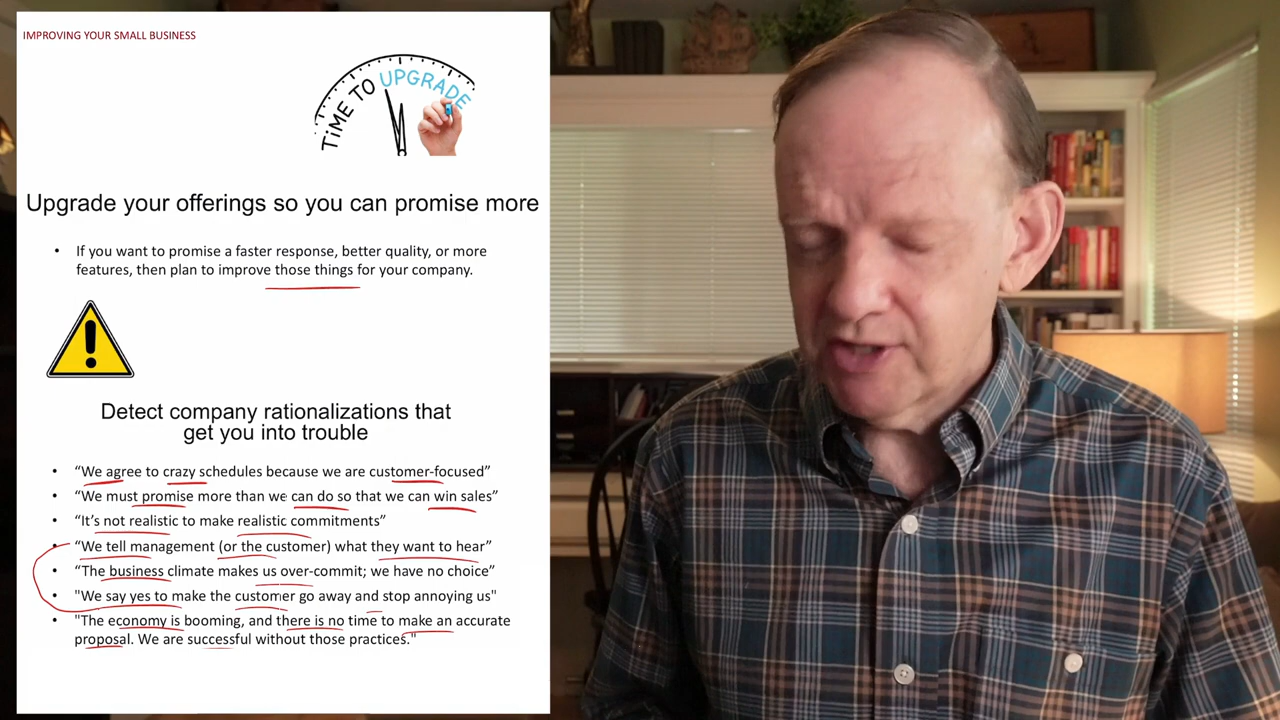 IMPROVING YOUR SMALL BUSINESS
TiME TO UPGRADE
Upgrade your offerings so you can promise more
• If you want to promise a faster response, better quality, or more
features, then plan to improve those things for your company.
!
Detect company rationalizations that
get you into trouble
• “We agree to crazy schedules because we are customer-focused”
• “We must promise more than we can do so that we can win sales”
• “It’s not realistic to make realistic commitments”
• “We tell management (or the customer) what they want to hear”
• “The business climate makes us over-commit; we have no choice”
• "We say yes to make the customer go away and stop annoying us"
• "The economy is booming, and there is no time to make an accurate
proposal. We are successful without those practices."